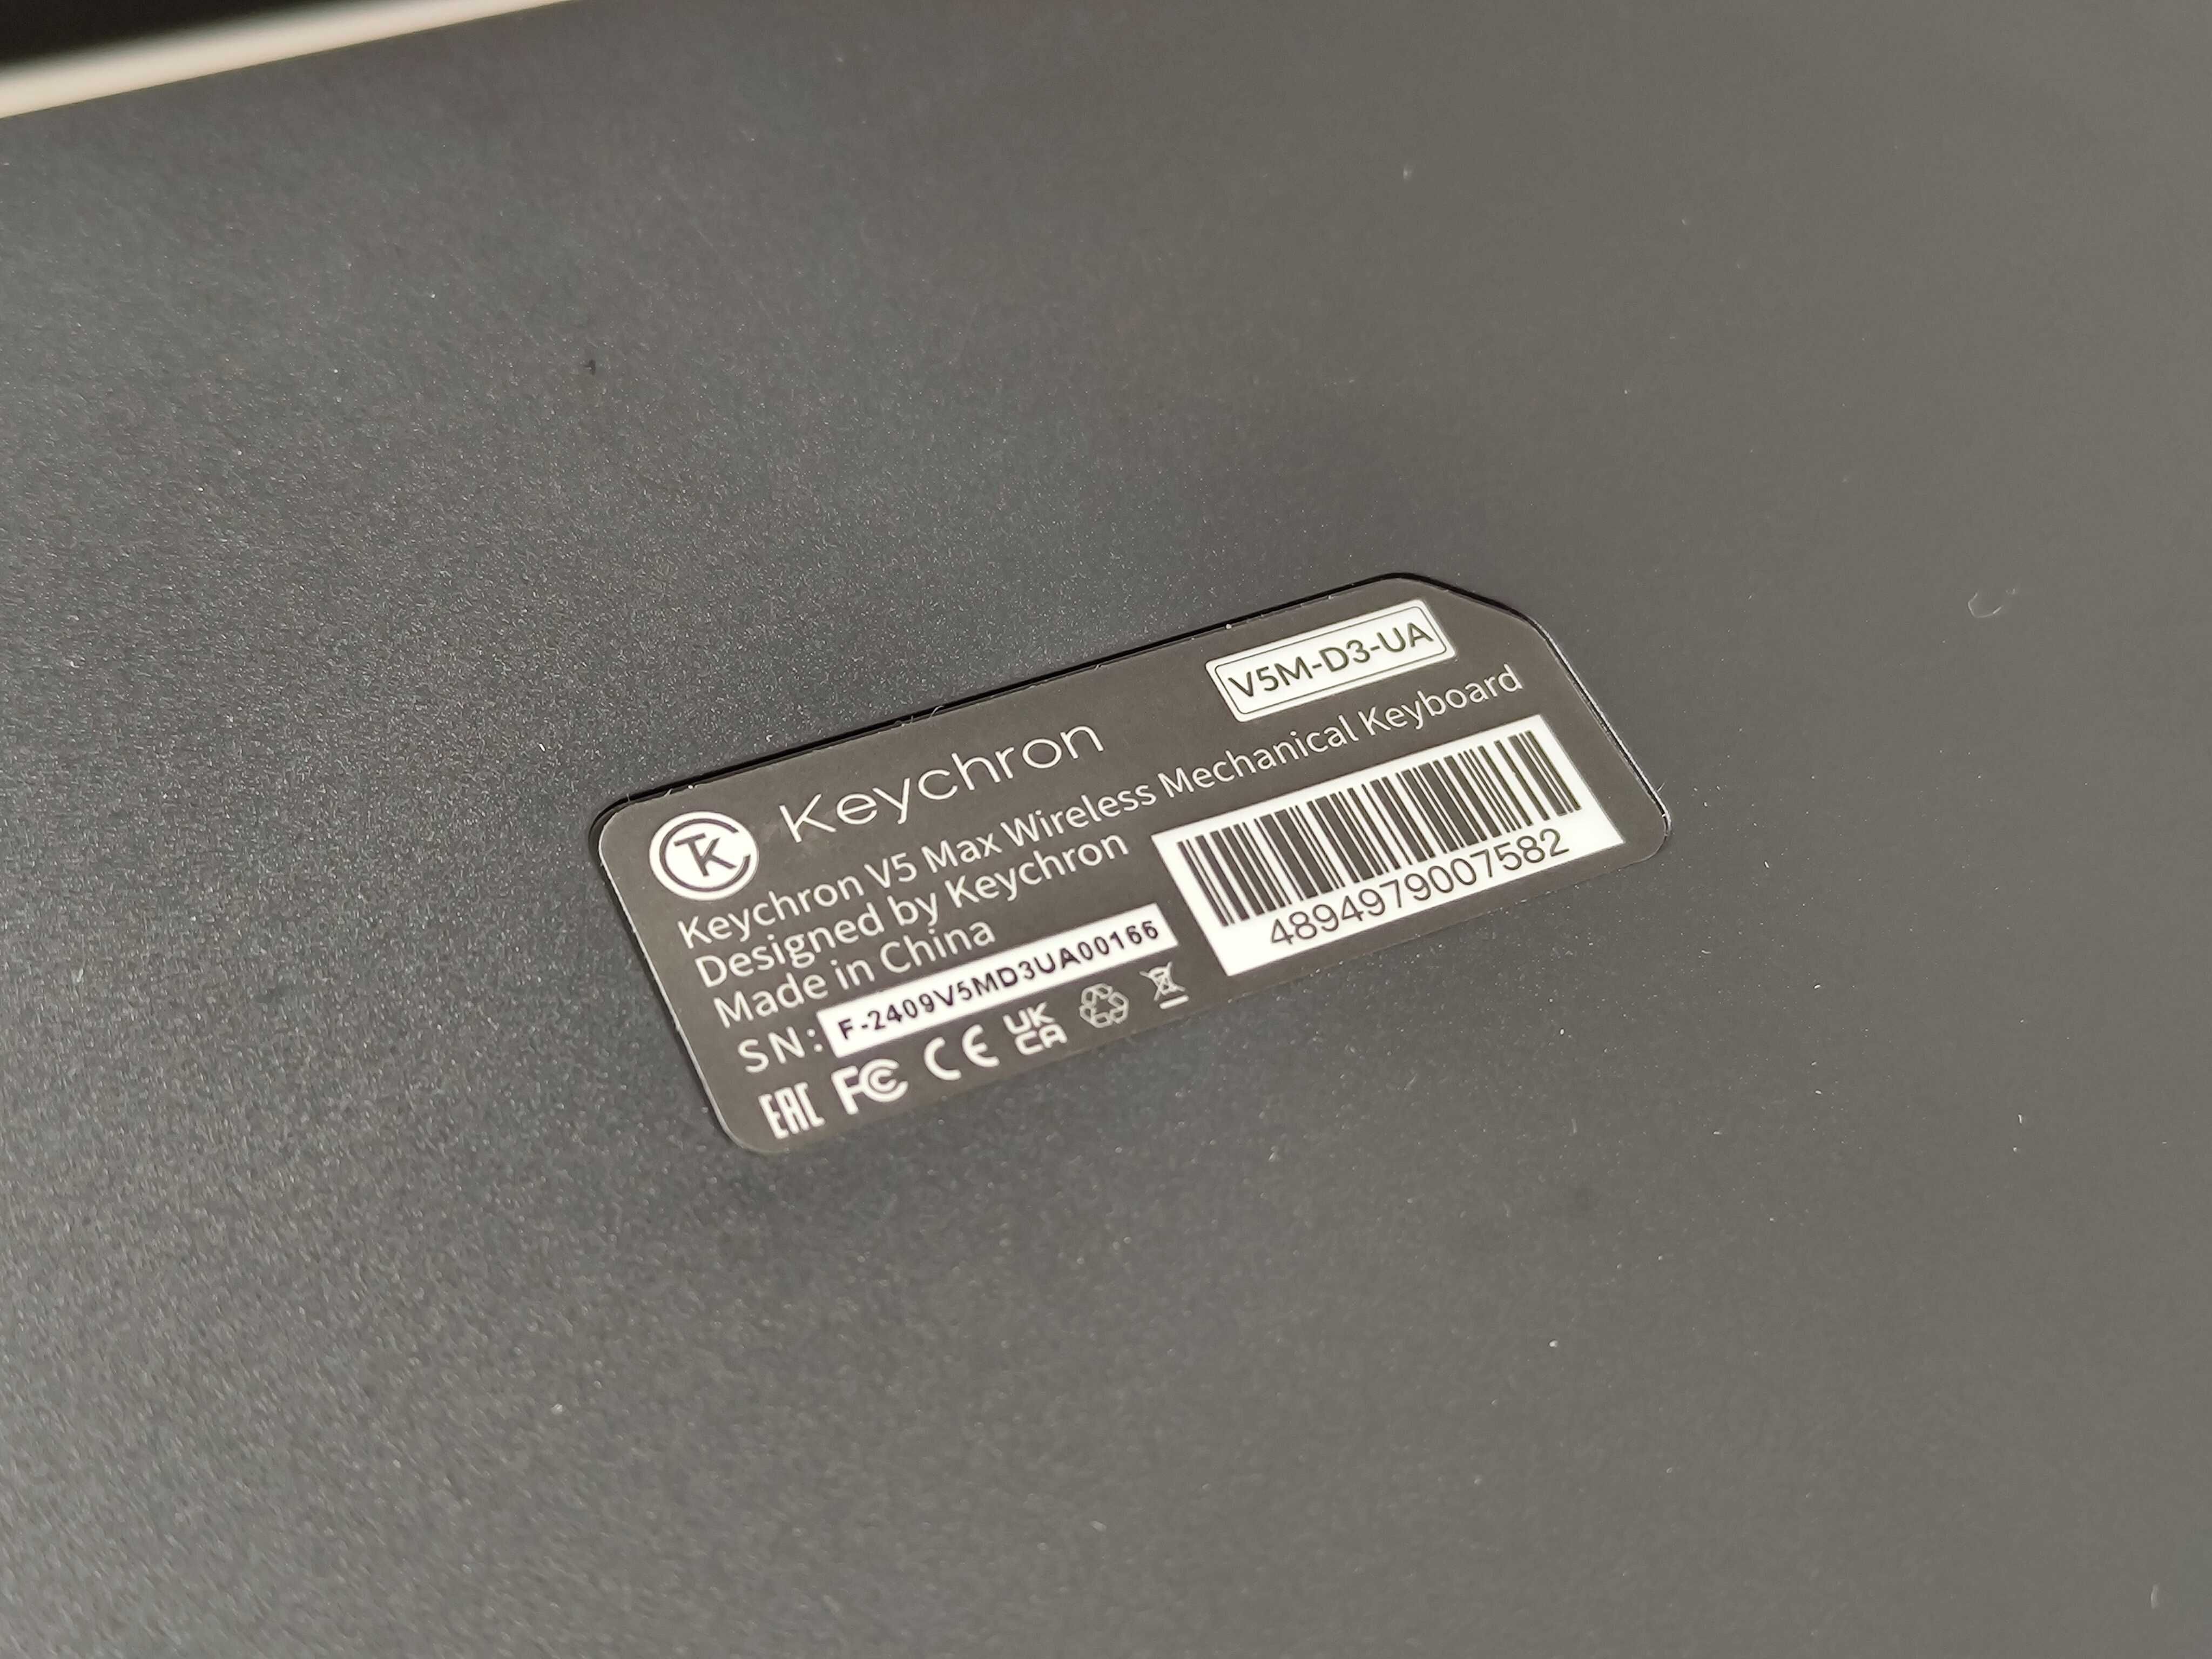 Keychron
V5M-D3-UA
Keychron V5 Max Wireless Mechanical Keyboard
Designed by Keychron
Made in China
SN: F-2409V5MD3UA00166
EAC FC CE UK CA
4894979007582